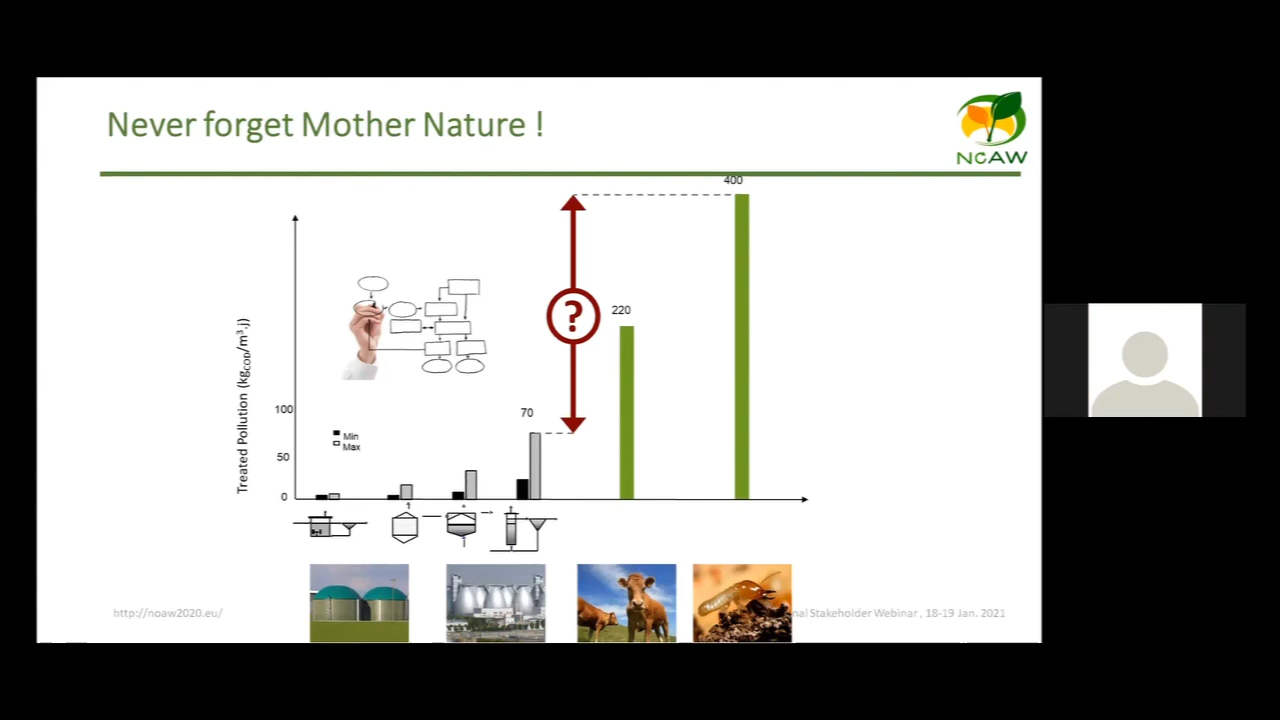 Never forget Mother Nature !
NOAW
400
Treated Pollution (kgCOD/m³.j)
220
100
70
Min
Max
50
0
?
http://noaw2020.eu/
nal Stakeholder Webinar , 18-19 Jan. 2021